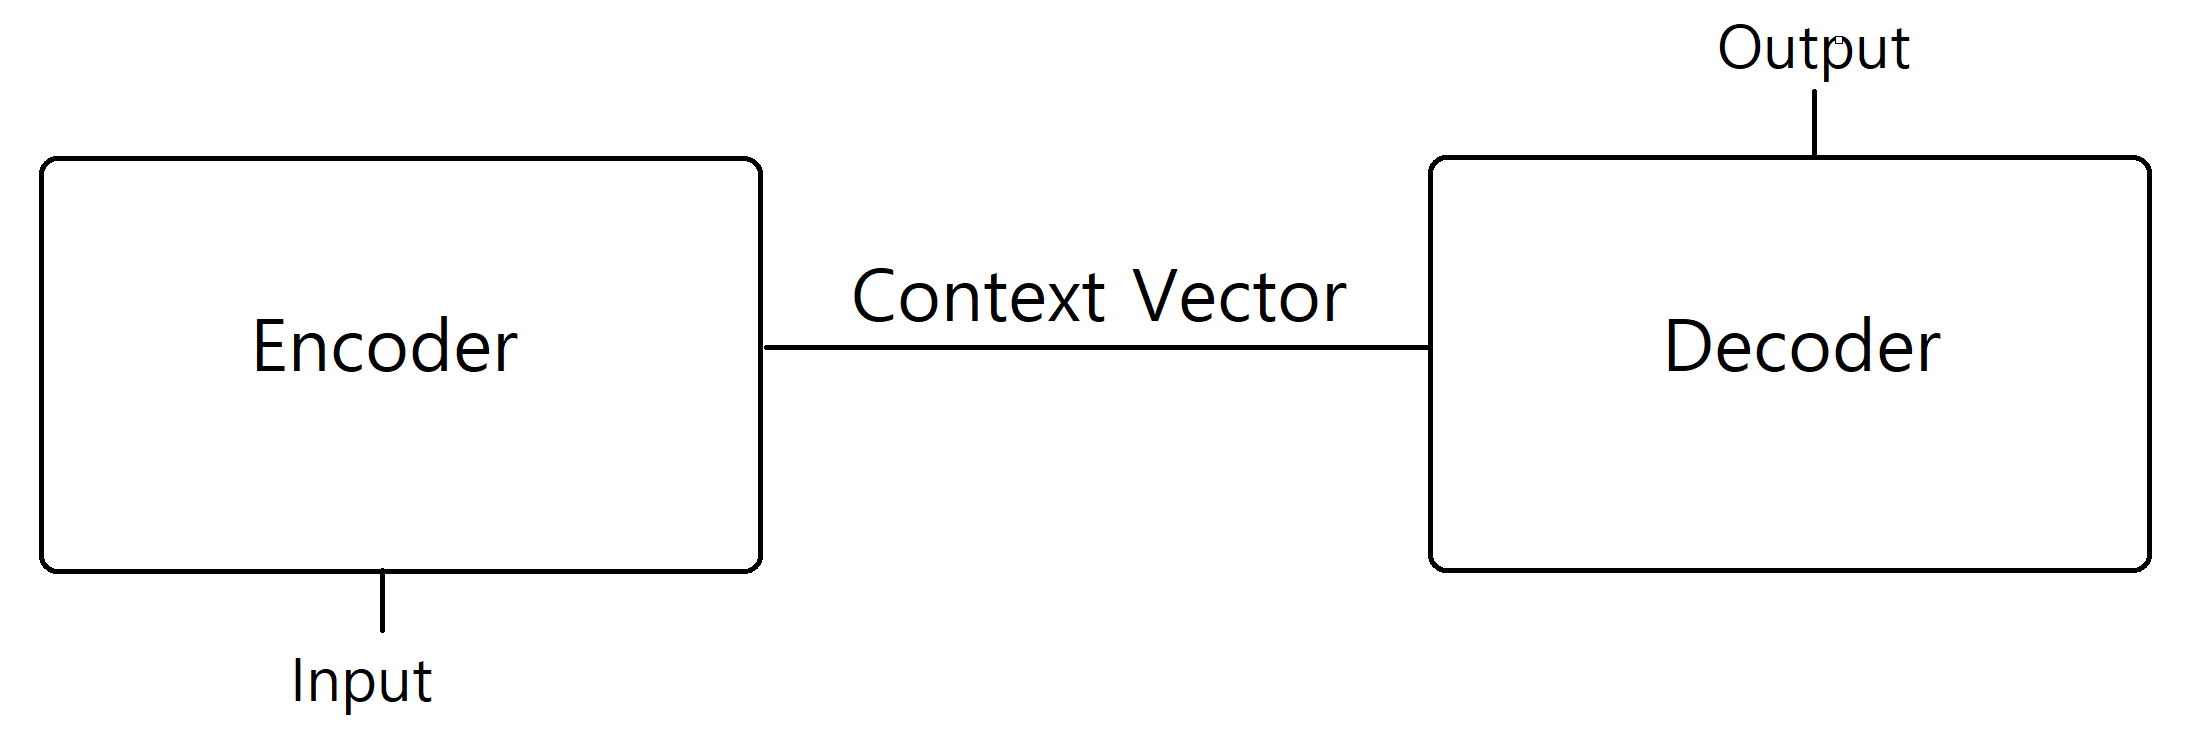 Output
Context Vector
Encoder
Decoder
Input